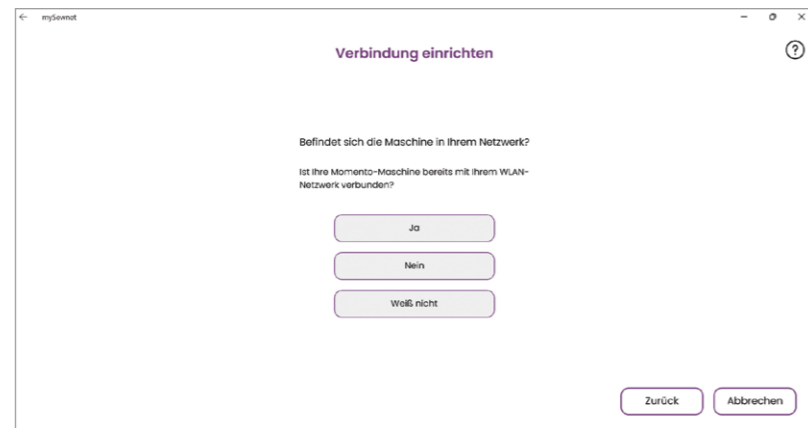 mySewnet
Verbindung einrichten
?
Befindet sich die Maschine in Ihrem Netzwerk?
Ist Ihre Momento-Maschine bereits mit Ihrem WLAN-
Netzwerk verbunden?
Ja
Nein
Weiß nicht
Zurück Abbrechen